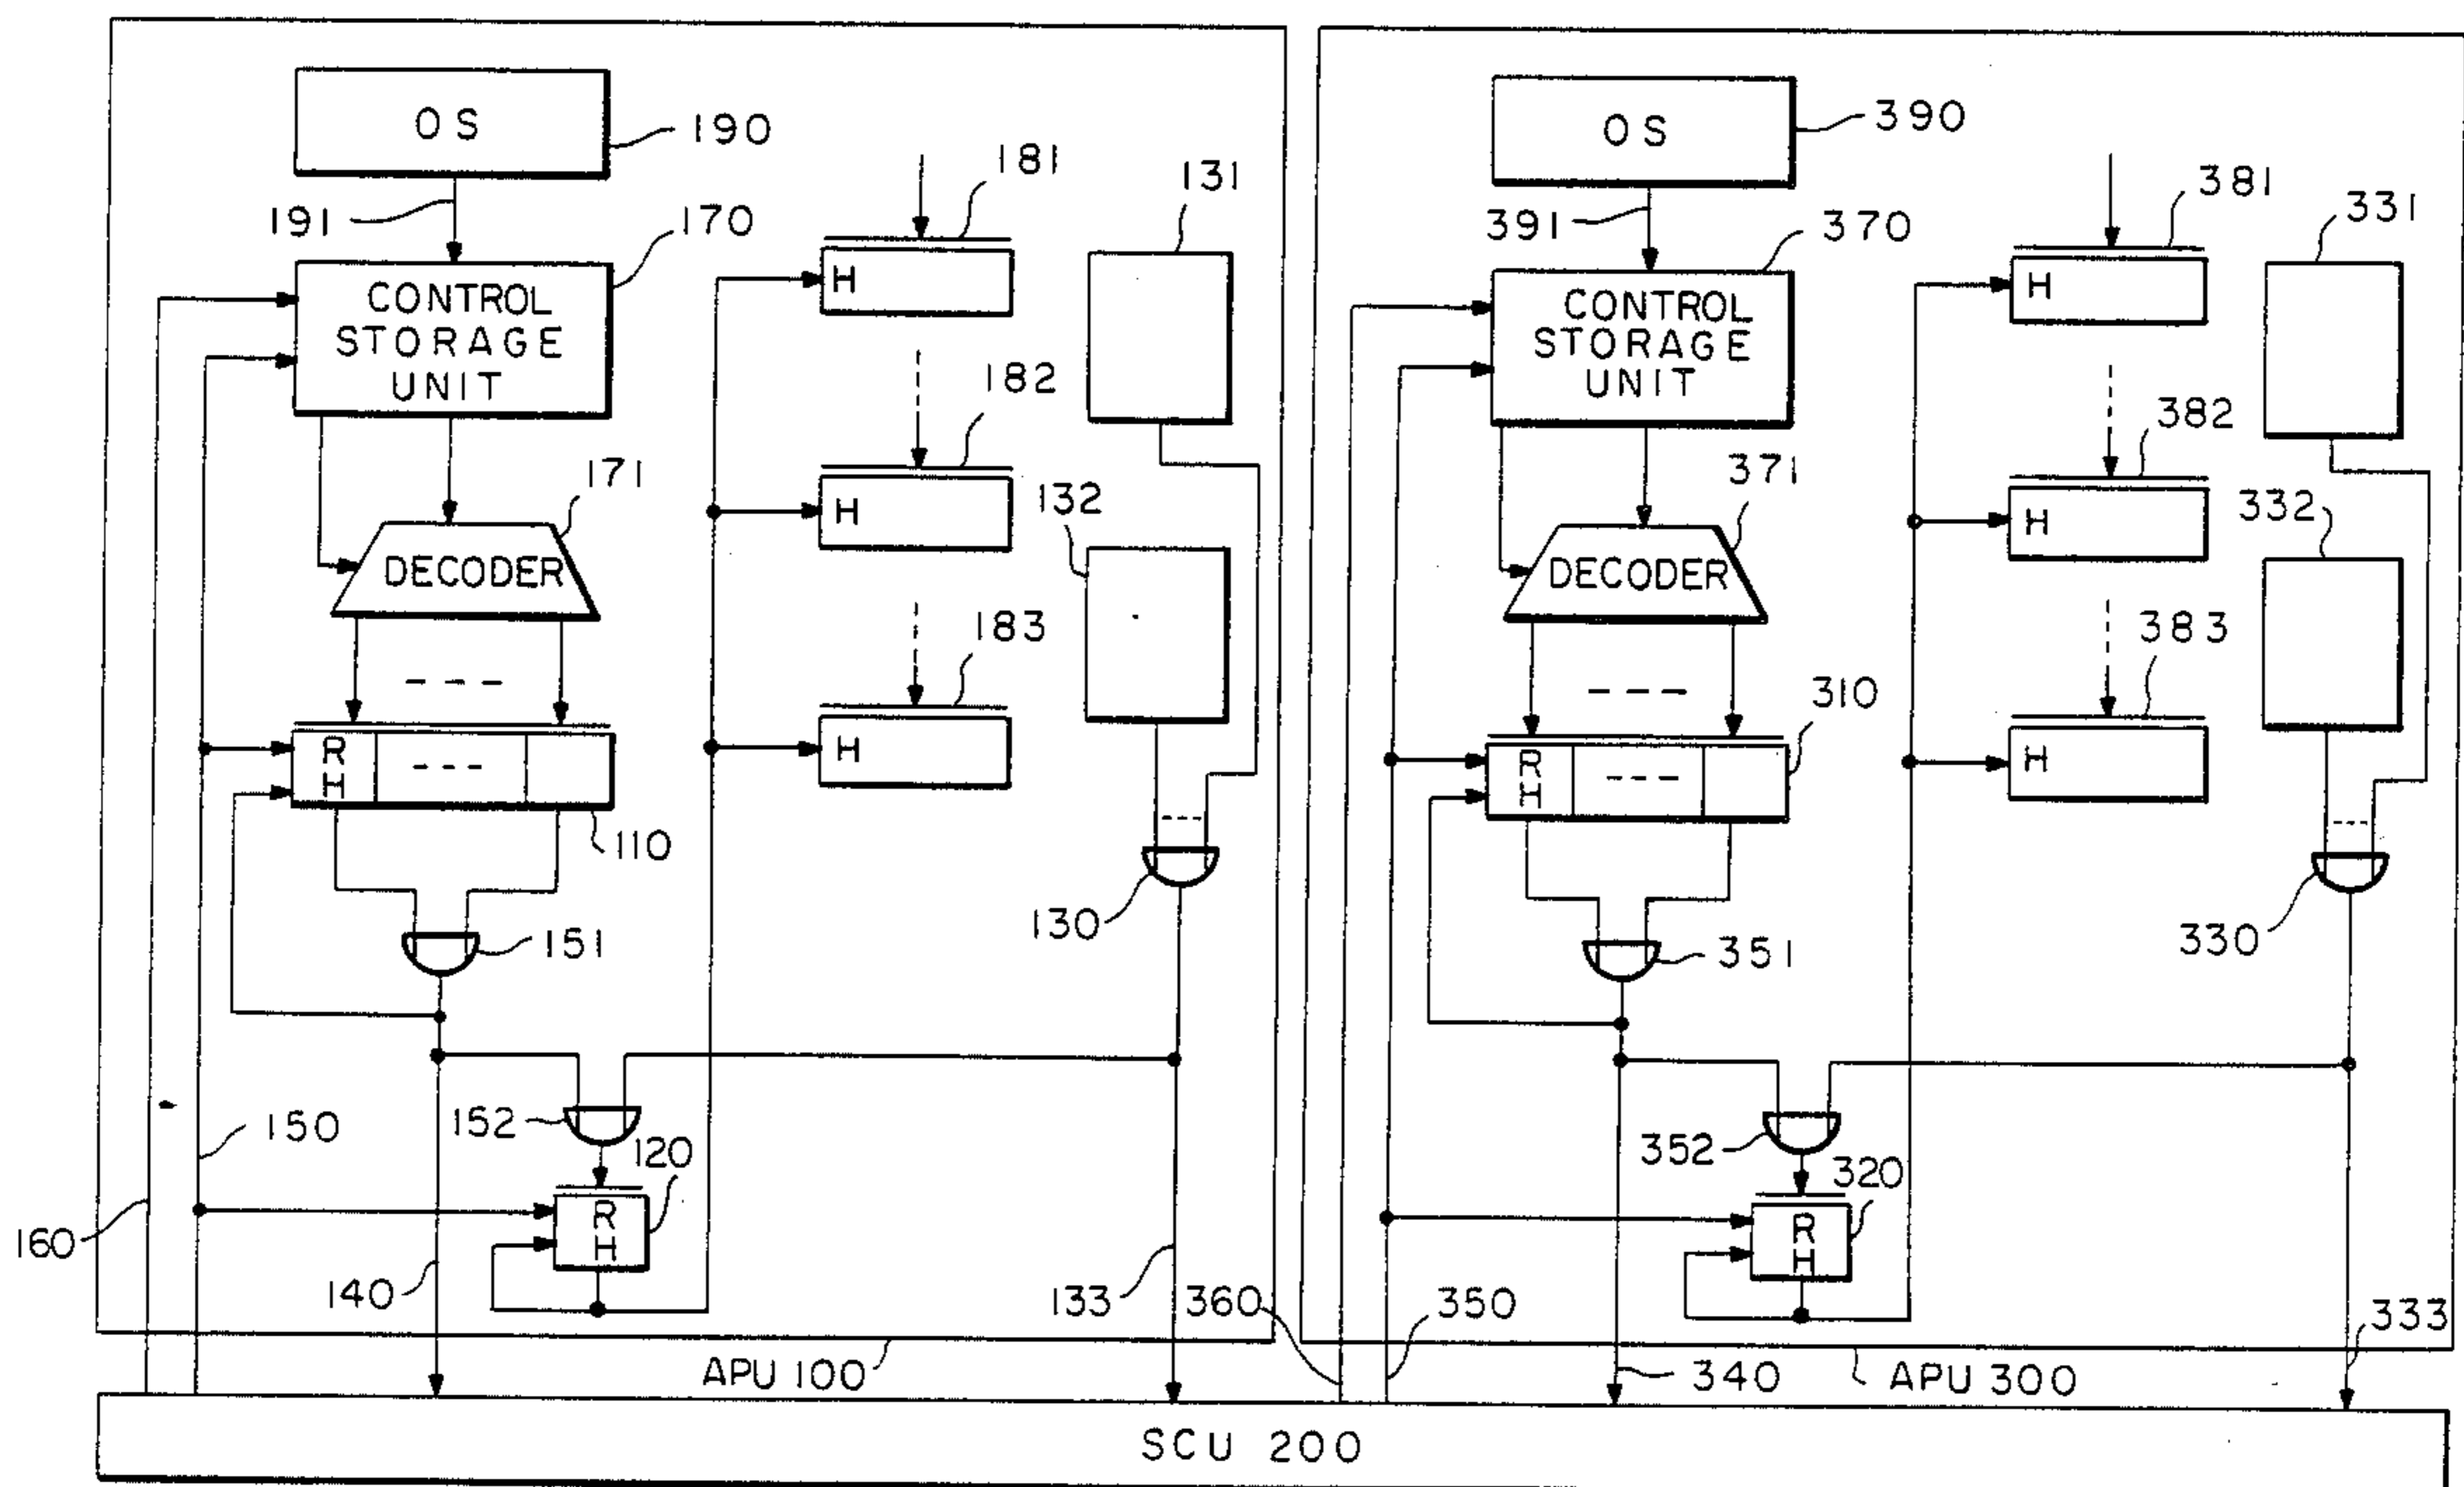 OS
190
191
CONTROL
STORAGE
UNIT
170
171
DECODER
R
H
---
110
151
181
H
182
H
183
H
131
132
130
152
120
R
H
150
160
140
133
APU 100
OS
390
391
CONTROL
STORAGE
UNIT
370
371
DECODER
R
H
---
310
351
381
H
382
H
383
H
331
332
330
352
320
R
H
360
350
340
333
APU 300
SCU 200